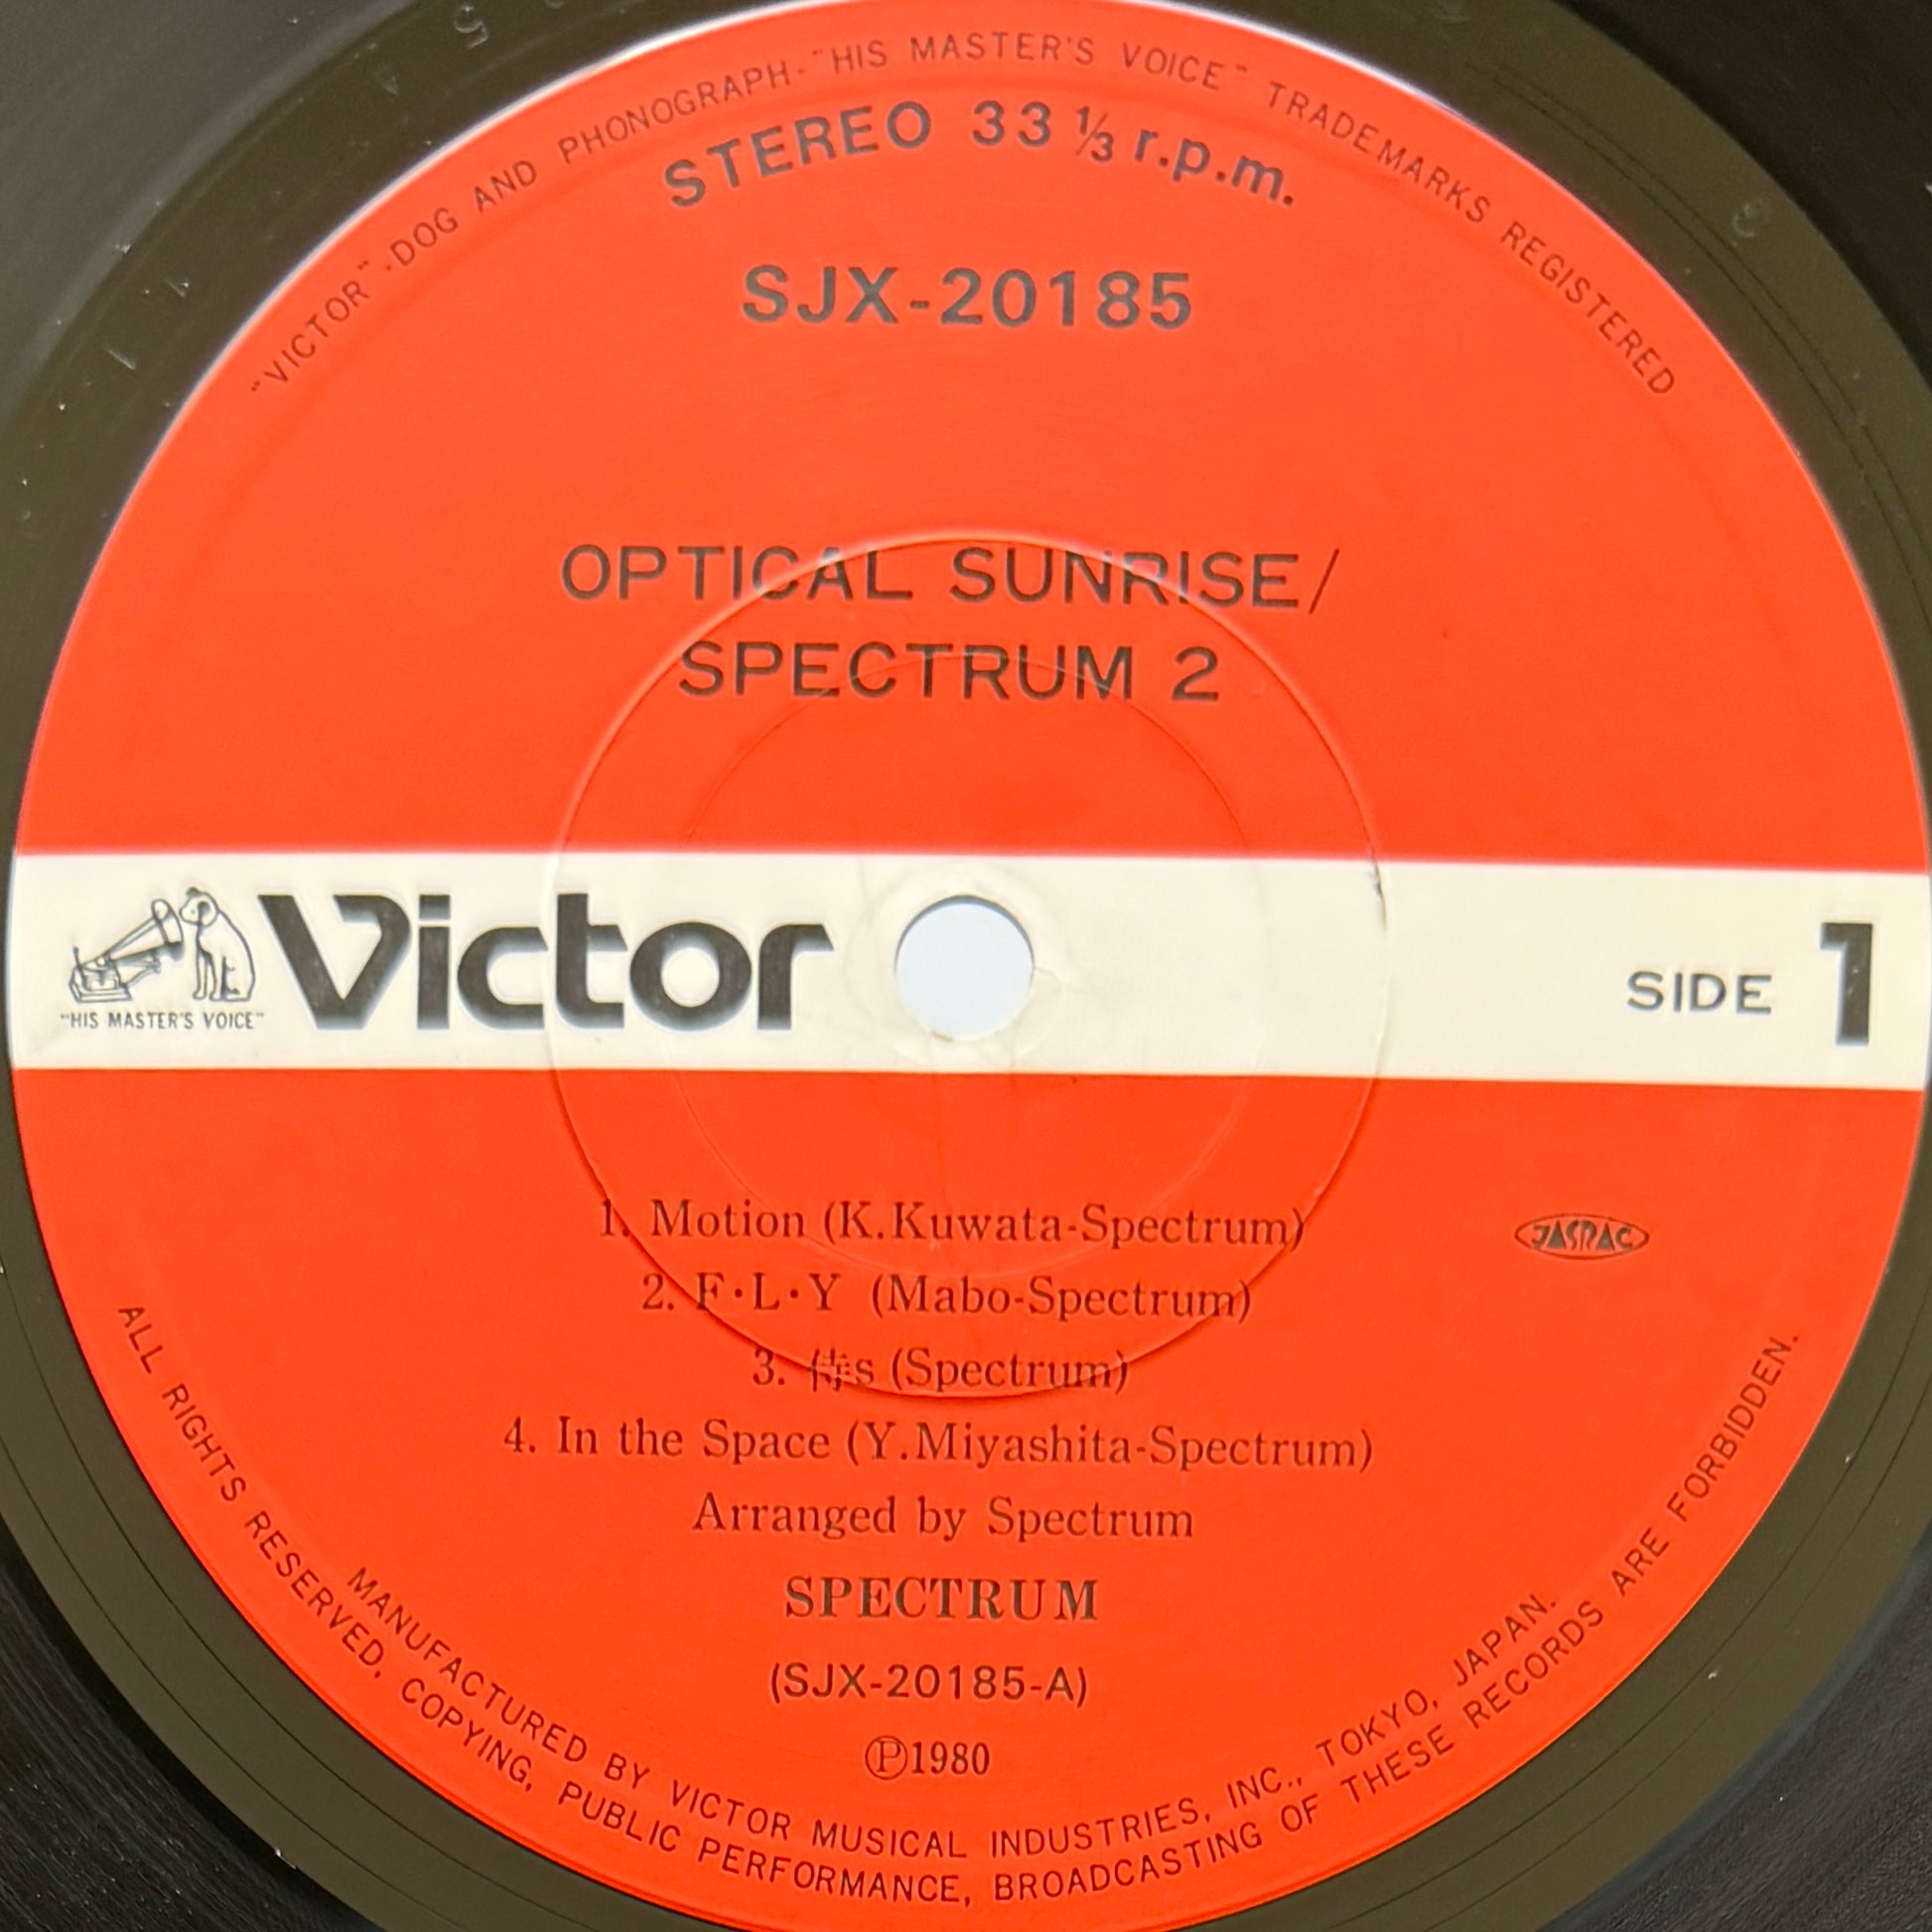 "VICTOR"·DOG AND PHONOGRAPH-"HIS MASTER'S VOICE" TRADEMARKS REGISTERED
STEREO 33 ⅓ r.p.m.
SJX-20185
OPTICAL SUNRISE/
SPECTRUM 2
"HIS MASTER'S VOICE"
Victor
SIDE 1
1. Motion (K.Kuwata-Spectrum)
JASRAC
2. F·L·Y (Mabo-Spectrum)
3. 侍s (Spectrum)
4. In the Space (Y.Miyashita-Spectrum)
Arranged by Spectrum
SPECTRUM
(SJX-20185-A)
Ⓟ1980
MANUFACTURED BY VICTOR MUSICAL INDUSTRIES, INC., TOKYO, JAPAN.
ALL RIGHTS RESERVED, COPYING, PUBLIC PERFORMANCE, BROADCASTING OF THESE RECORDS ARE FORBIDDEN.